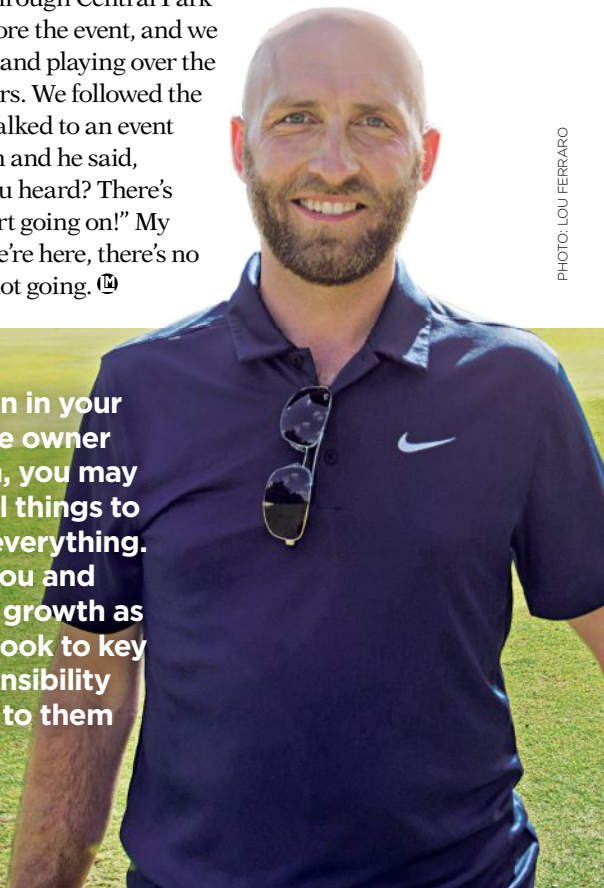 rough Central Park
ore the event, and we
and playing over the
rs. We followed the
alked to an event
n and he said,
u heard? There's
rt going on!” My
e're here, there's no
ot going.
PHOTO: LOU FERRARO
n in your
e owner
, you may
l things to
everything.
ou and
growth as
ook to key
nsibility
to them